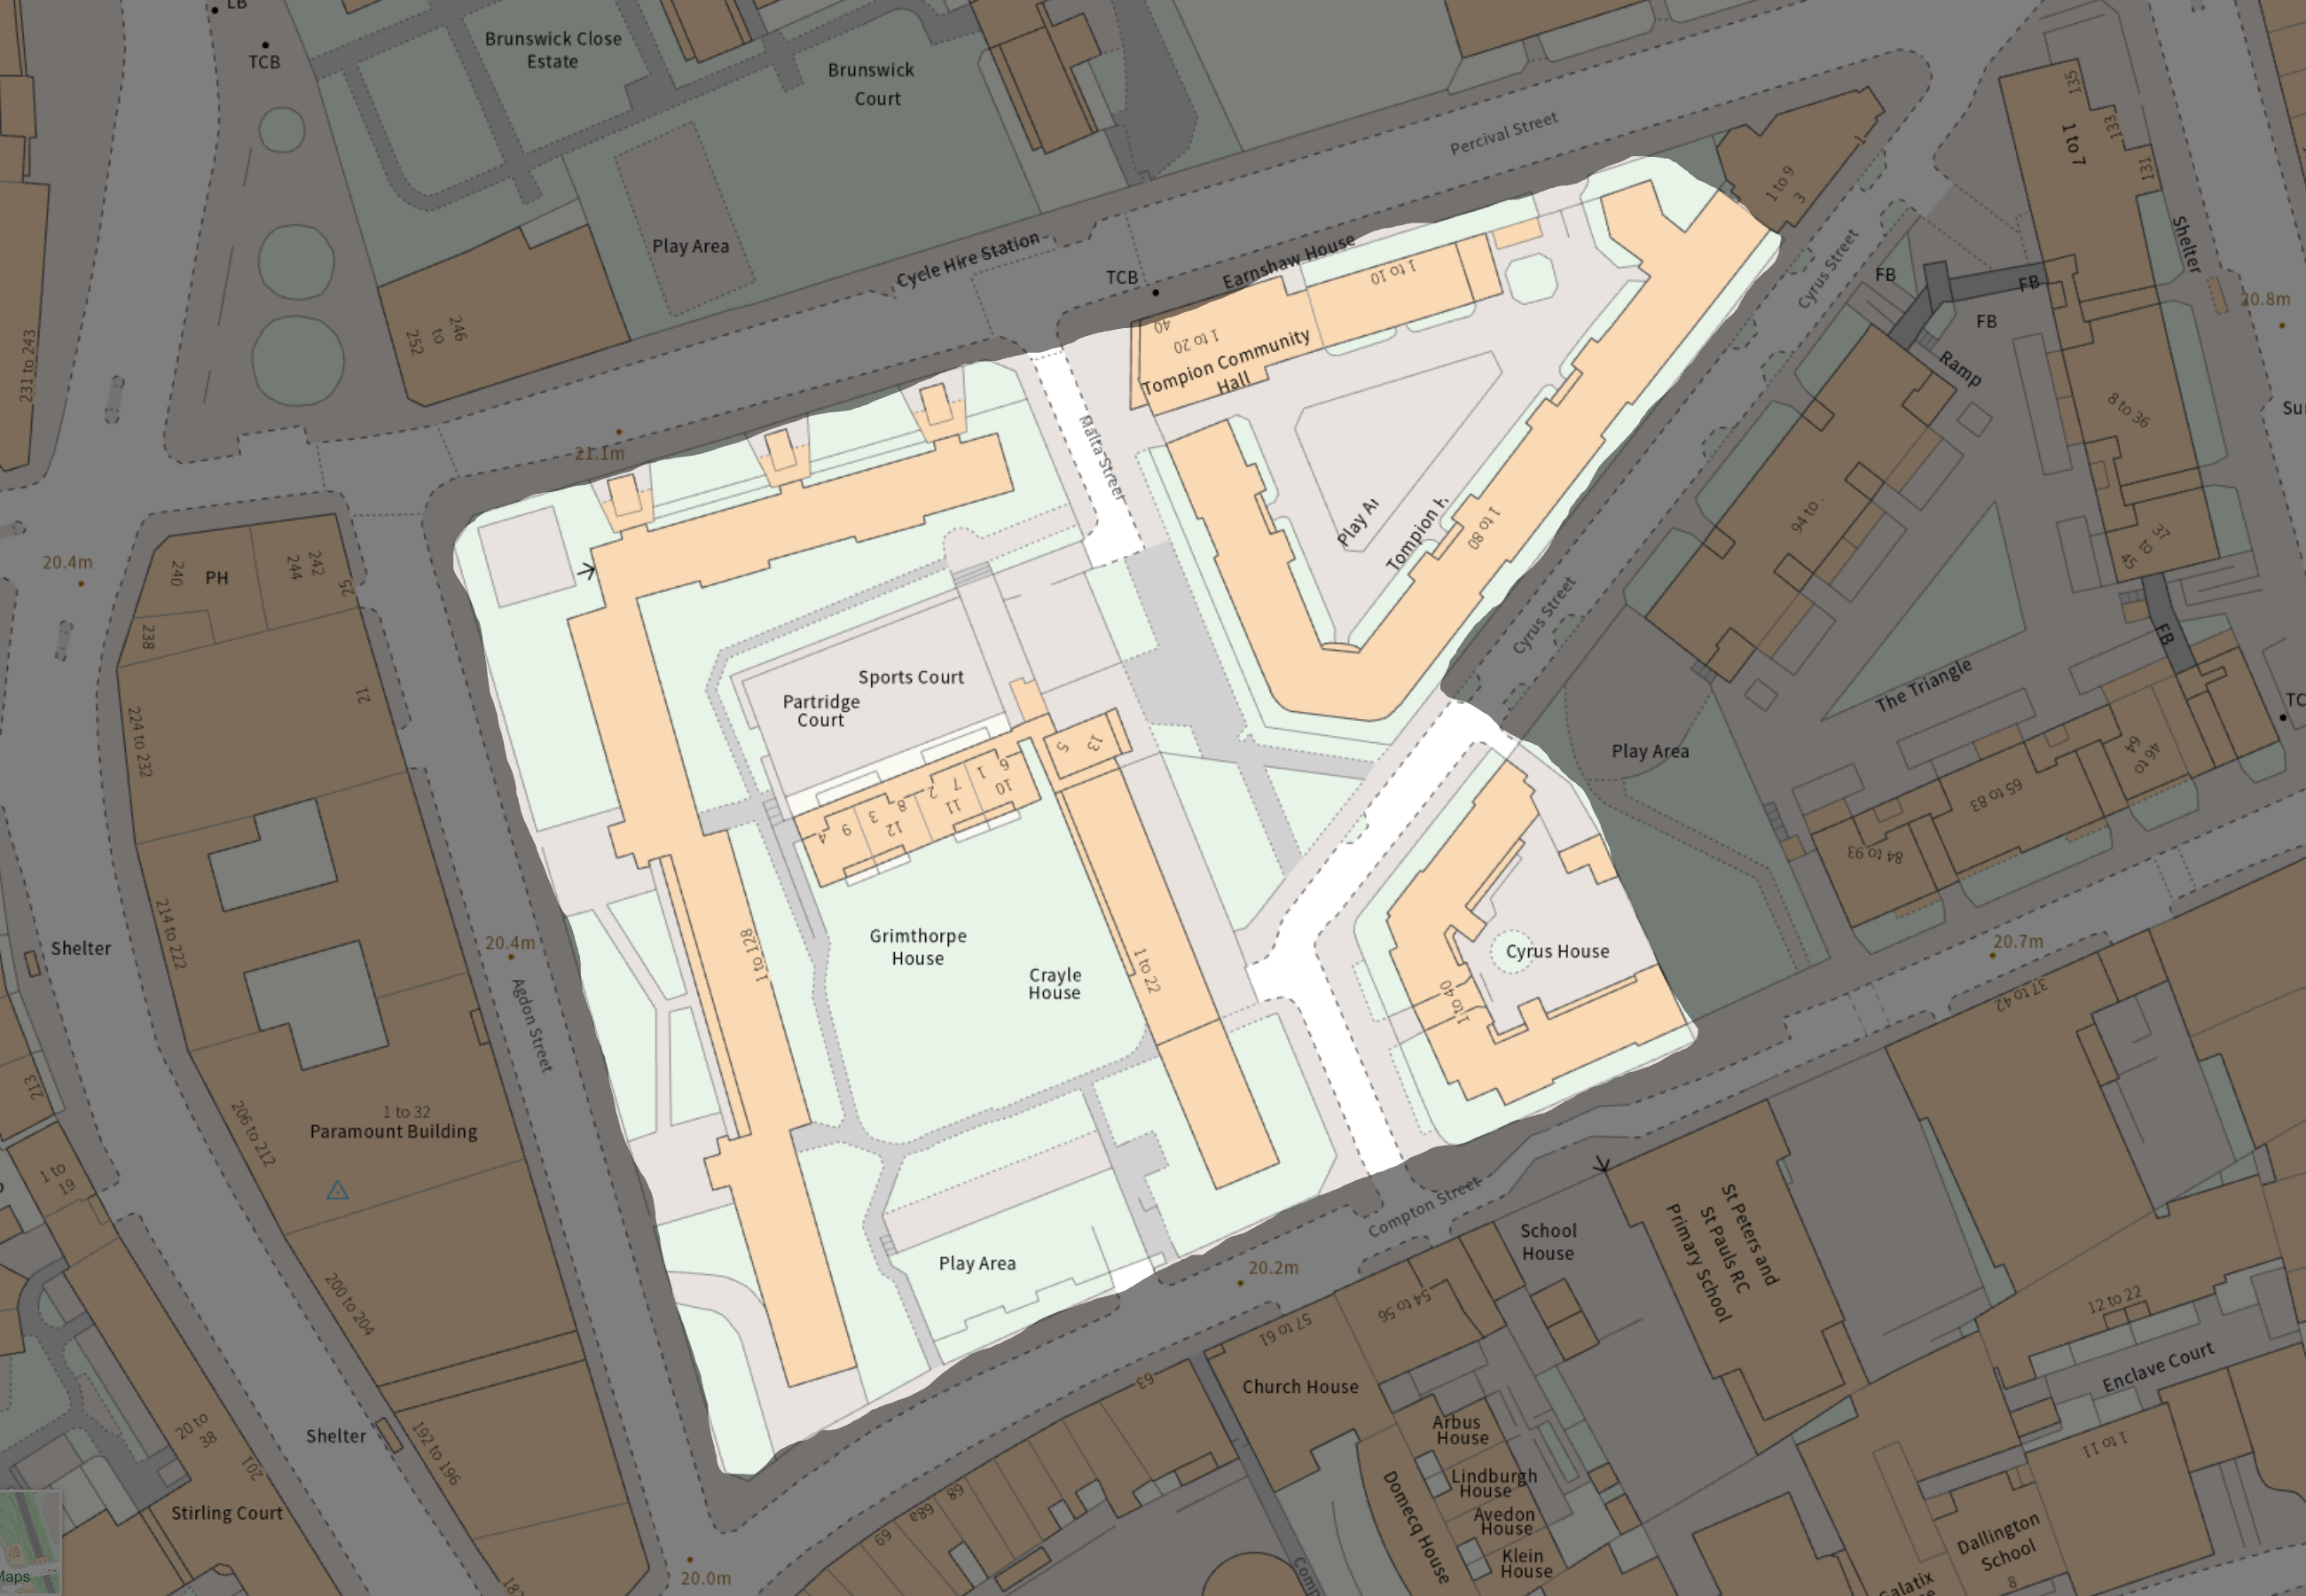 LB
TCB
Brunswick Close
Estate
Brunswick
Court
Percival Street
135
133
131
1 to 7
1
1 to 9
3
Shelter
20.8m
Play Area
Cycle Hire Station
TCB
Earnshaw House
1 to 10
40
1 to 20
Tompion Community
Hall
Cyrus Street
FB
FB
FB
Ramp
8 to 36
231 to 243
252
246
to
21.1m
Malta Street
20.4m
240
PH
244
242
25
238
21
224 to 232
Tompion H
1 to 80
Cyrus Street
94 to
37
to
45
FB
The Triangle
Sports Court
Partridge
Court
5
13
4
9
3
12
8
2
7
11
1
6
10
Play Area
46 to
64
65 to 83
84 to 93
214 to 222
Shelter
20.4m
Agdon Street
1 to 128
Grimthorpe
House
Crayle
House
1 to 22
Cyrus House
1 to 40
20.7m
37 to 42
213
206 to 212
1 to 32
Paramount Building
1 to
19
Compton Street
School
House
St Peters and
St Pauls RC
Primary School
Play Area
20.2m
200 to 204
57 to 61
54 to 56
12 to 22
Enclave Court
Church House
63
Arbus
House
Lindburgh
House
Avedon
House
Klein
House
Domecq House
Shelter
192 to 196
20 to
38
201
Stirling Court
68
68a
69
1 to 11
Dallington
School
8
Maps
20.0m